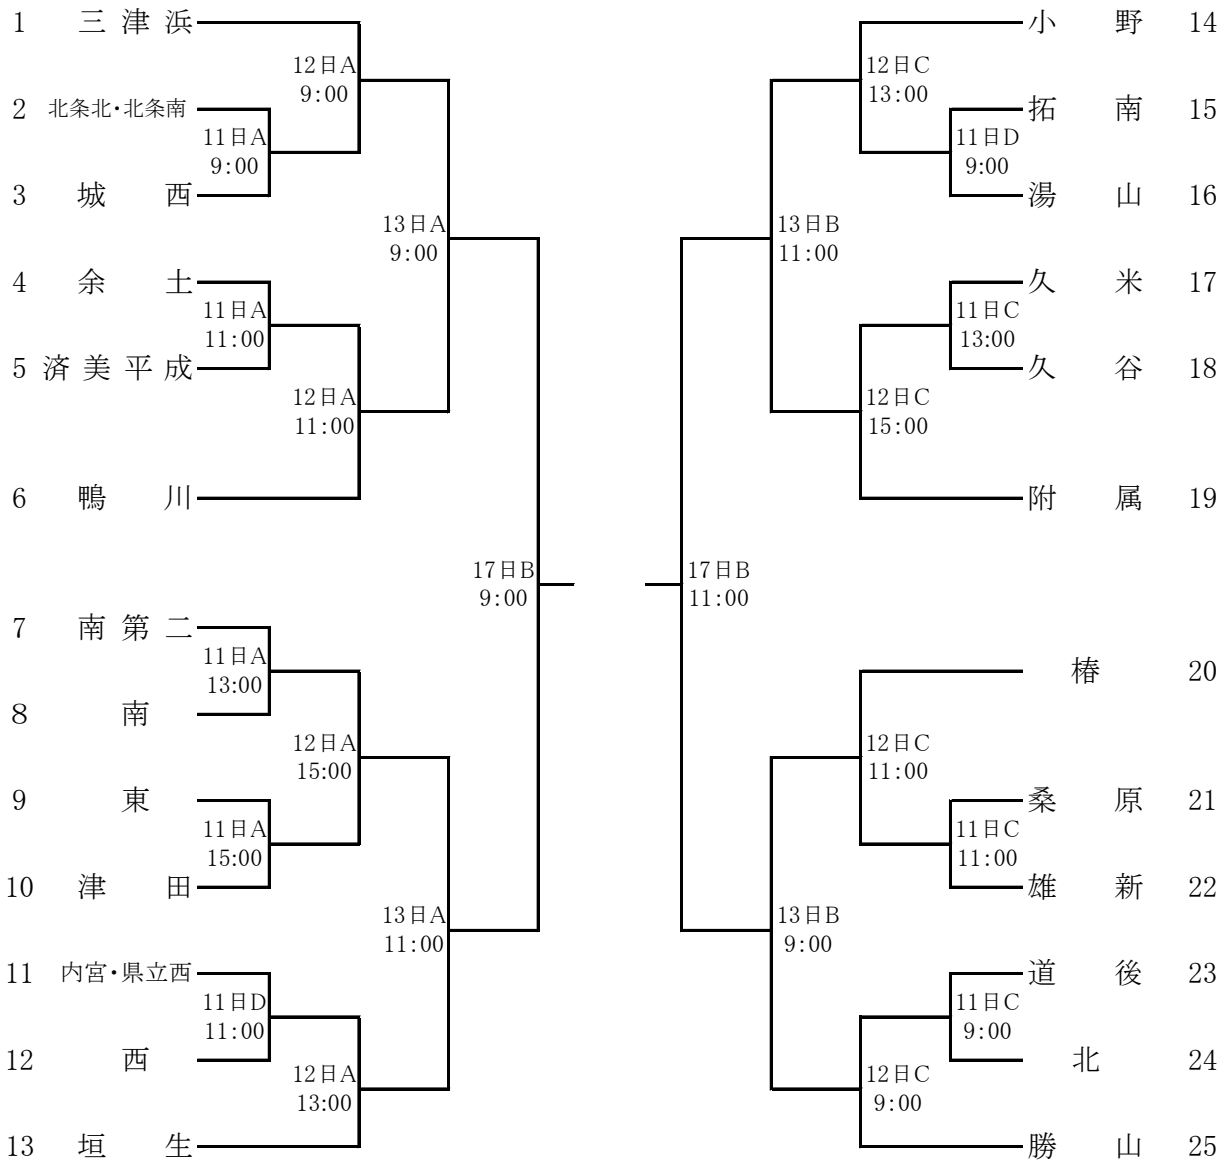 1 三津浜
12日A
9:00
2 北条北・北条南
11日A
9:00
3 城西
13日A
9:00
4 余土
11日A
11:00
5 済美平成
12日A
11:00
6 鴨川
17日B
9:00
7 南第二
11日A
13:00
8 南
12日A
15:00
9 東
11日A
15:00
10 津田
13日A
11:00
11 内宮・県立西
11日D
11:00
12 西
12日A
13:00
13 垣生
小野 14
12日C
13:00
拓南 15
11日D
9:00
湯山 16
13日B
11:00
久米 17
11日C
13:00
久谷 18
12日C
15:00
附属 19
17日B
11:00
椿 20
12日C
11:00
桑原 21
11日C
11:00
雄新 22
13日B
9:00
道後 23
11日C
9:00
北 24
12日C
9:00
勝山 25